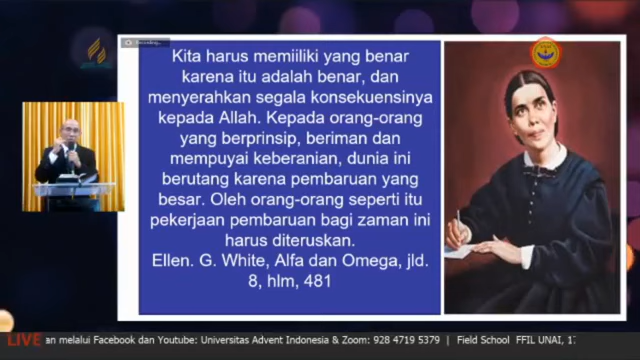 Recording...
Kita harus memiiliki yang benar
karena itu adalah benar, dan
menyerahkan segala konsekuensinya
kepada Allah. Kepada orang-orang
yang berprinsip, beriman dan
mempuyai keberanian, dunia ini
berutang karena pembaruan yang
besar. Oleh orang-orang seperti itu
pekerjaan pembaruan bagi zaman ini
harus diteruskan.
Ellen. G. White, Alfa dan Omega, jld.
8, hlm, 481
LIVE an melalui Facebook dan Youtube: Universitas Advent Indonesia & Zoom: 928 4719 5379 | Field School FFIL UNAI, 17